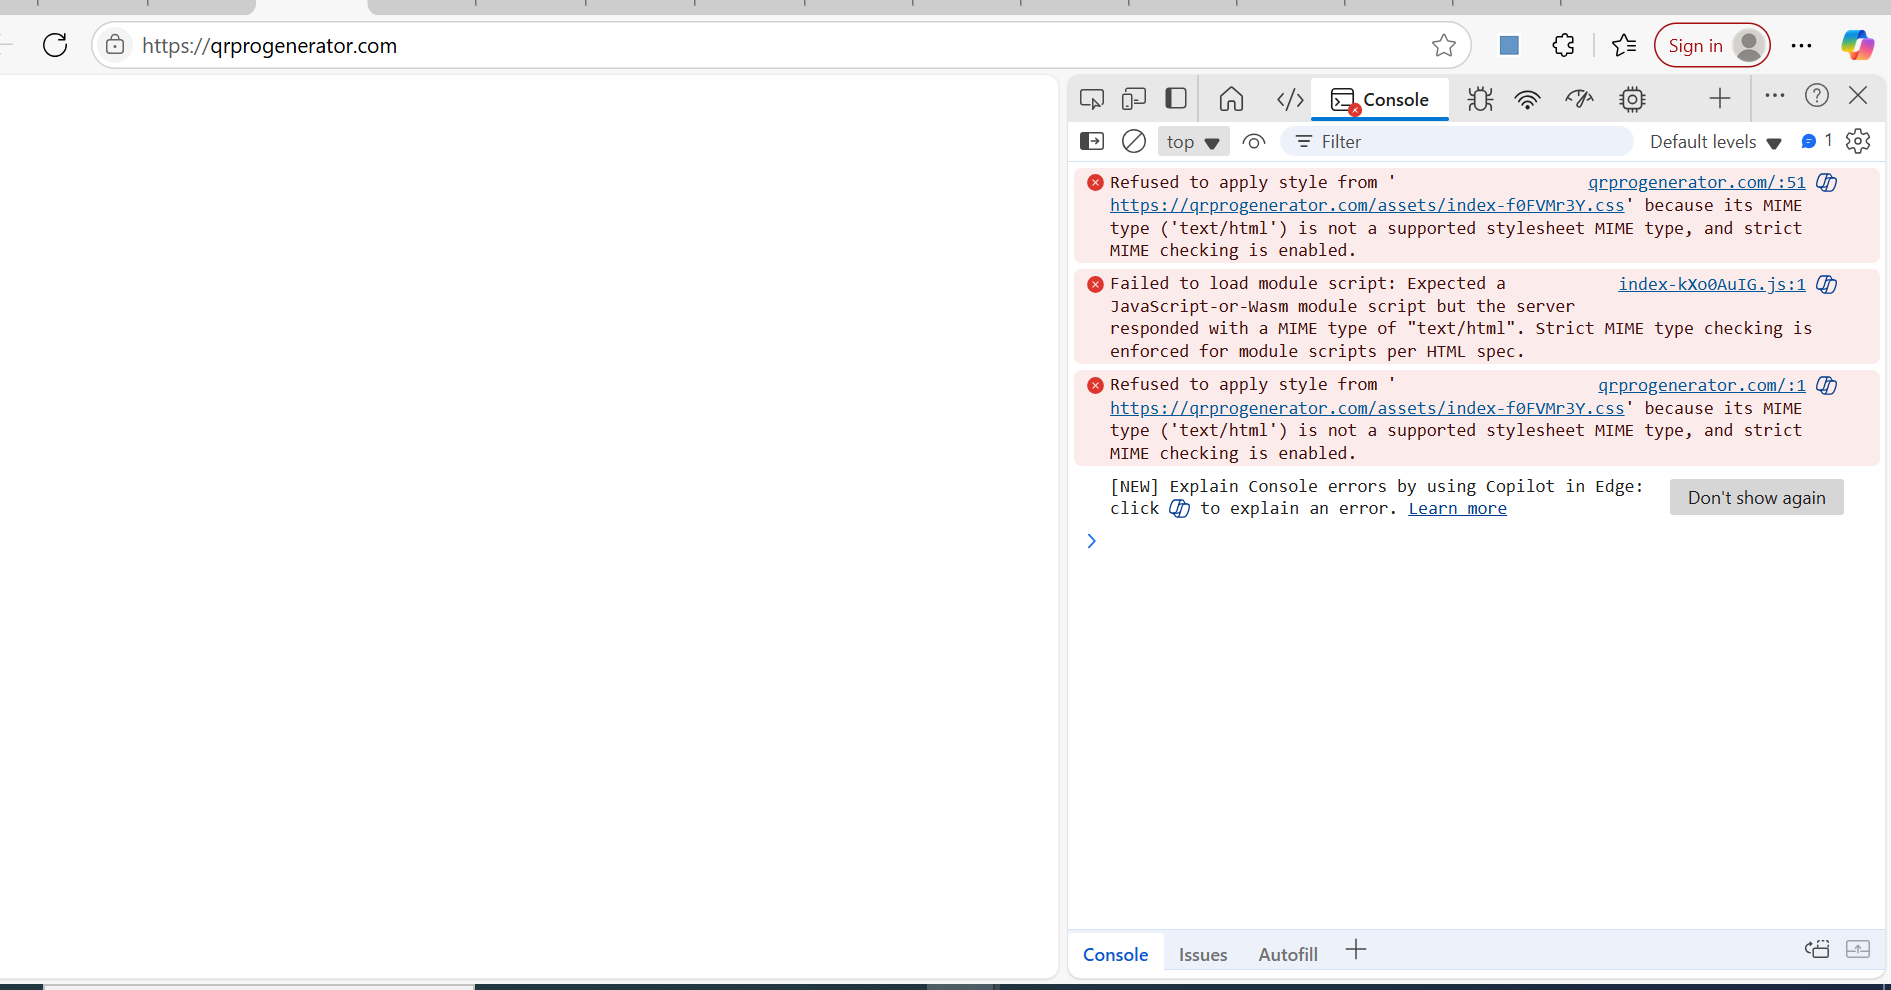 https://qrprogenerator.com
Sign in
Console
top
Filter
Default levels
1
Refused to apply style from '
qrprogenerator.com/:51
https://qrprogenerator.com/assets/index-f0FVMr3Y.css' because its MIME
type ('text/html') is not a supported stylesheet MIME type, and strict
MIME checking is enabled.
Failed to load module script: Expected a
index-kXo0AuIG.js:1
JavaScript-or-Wasm module script but the server
responded with a MIME type of "text/html". Strict MIME type checking is
enforced for module scripts per HTML spec.
Refused to apply style from '
qrprogenerator.com/:1
https://qrprogenerator.com/assets/index-f0FVMr3Y.css' because its MIME
type ('text/html') is not a supported stylesheet MIME type, and strict
MIME checking is enabled.
[NEW] Explain Console errors by using Copilot in Edge:
click to explain an error. Learn more
Don't show again
Console
Issues
Autofill